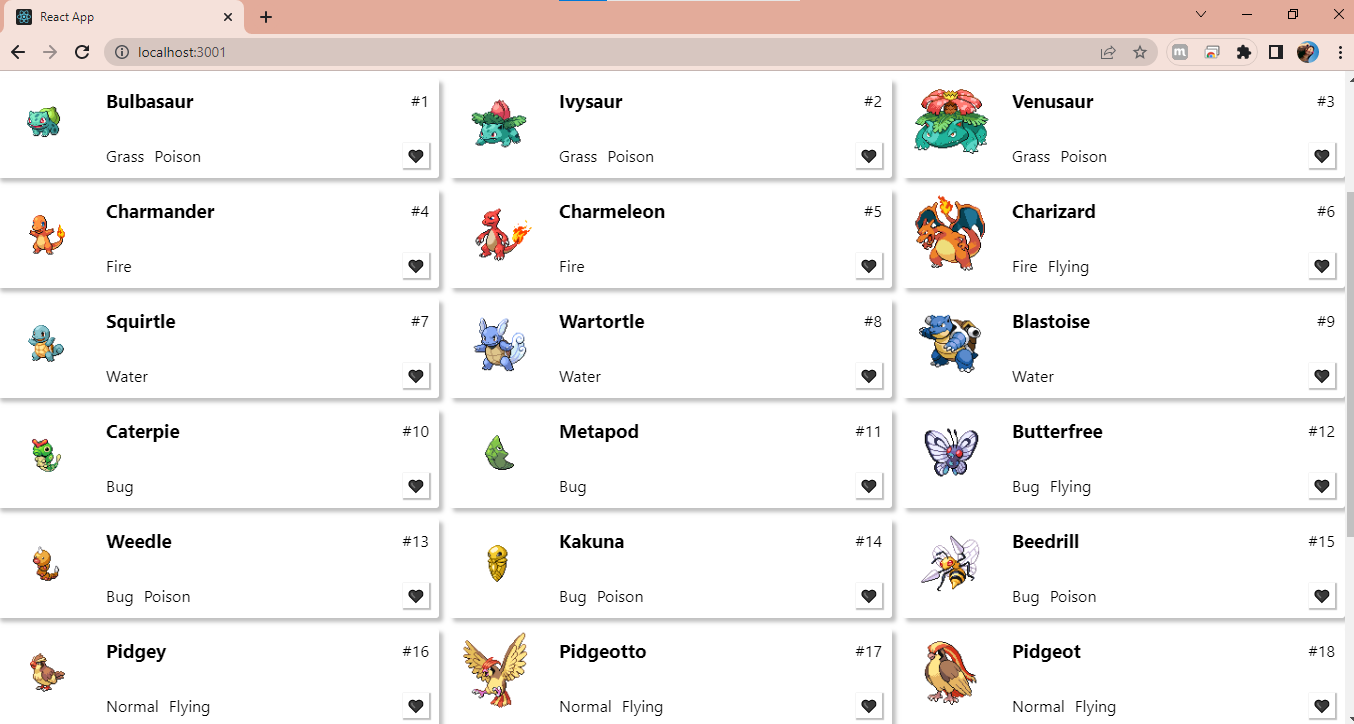 React App
localhost:3001
Bulbasaur #1 Ivysaur #2 Venusaur #3
Grass Poison Grass Poison Grass Poison
Charmander #4 Charmeleon #5 Charizard #6
Fire Fire Fire Flying
Squirtle #7 Wartortle #8 Blastoise #9
Water Water Water
Caterpie #10 Metapod #11 Butterfree #12
Bug Bug Bug Flying
Weedle #13 Kakuna #14 Beedrill #15
Bug Poison Bug Poison Bug Poison
Pidgey #16 Pidgeotto #17 Pidgeot #18
Normal Flying Normal Flying Normal Flying